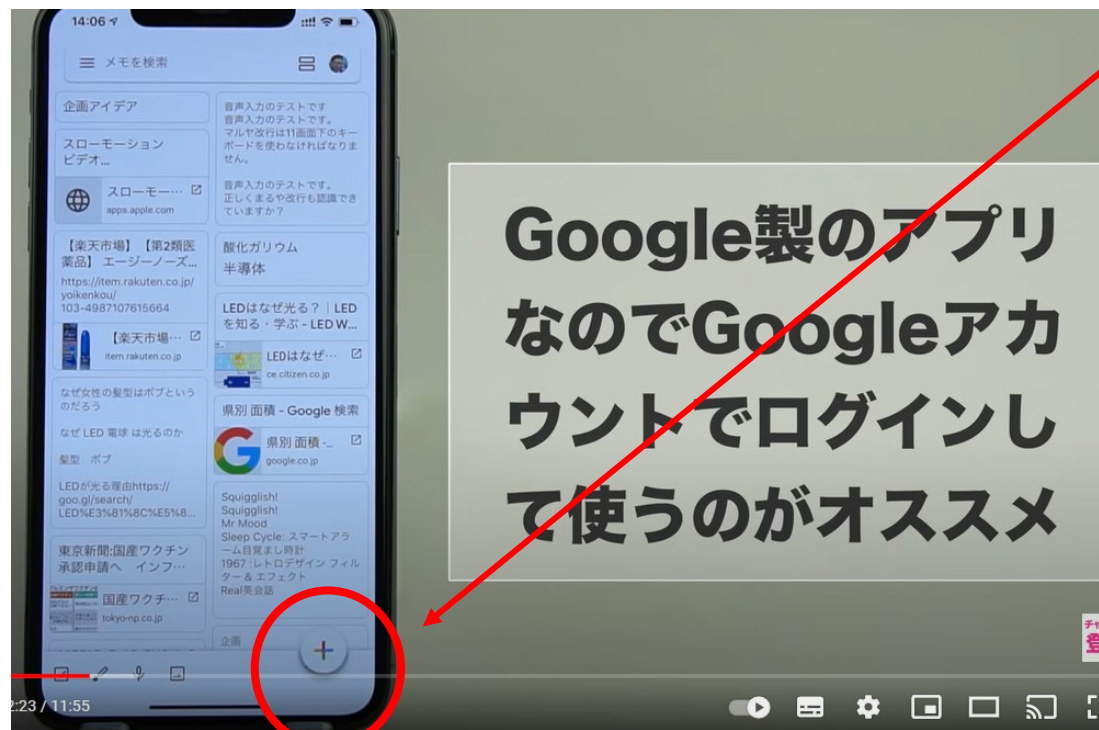 14:06
メモを検索
企画アイデア
スローモーション
ビデオ...
スローモー…
apps.apple.com
【楽天市場】【第2類医
薬品】 エージーノーズ...
https://item.rakuten.co.jp/
yoikenkou/
103-4987107615664
【楽天市場…
item.rakuten.co.jp
なぜ女性の髪型はボブという
のだろう
なぜ LED 電球 は光るのか
髪型 ボブ
LEDが光る理由https://
goo.gl/search/
LED%E3%81%8C%E5%8...
東京新聞:国産ワクチン
承認申請へ インフ…
国産ワクチ…
tokyo-np.co.jp
音声入力のテストです
音声入力のテストです。
マルヤ改行は11画面下のキー
ボードを使わなければなりま
せん。
音声入力のテストです。
正しくまるや改行も認識でき
ていますか?
酸化ガリウム
半導体
LEDはなぜ光る?|LED
を知る・学ぶ - LED W...
LEDはなぜ…
ce.citizen.co.jp
県別 面積 - Google 検索
県別 面積 -...
google.co.jp
Squigglish!
Squigglish!
Mr Mood
Sleep Cycle: スマートアラ
ーム目覚まし時計
1967 :レトロデザイン フィル
ター & エフェクト
Real英会話
企画
Google製のアプリ
なのでGoogleアカ
ウントでログインし
て使うのがオススメ
2:23 / 11:55